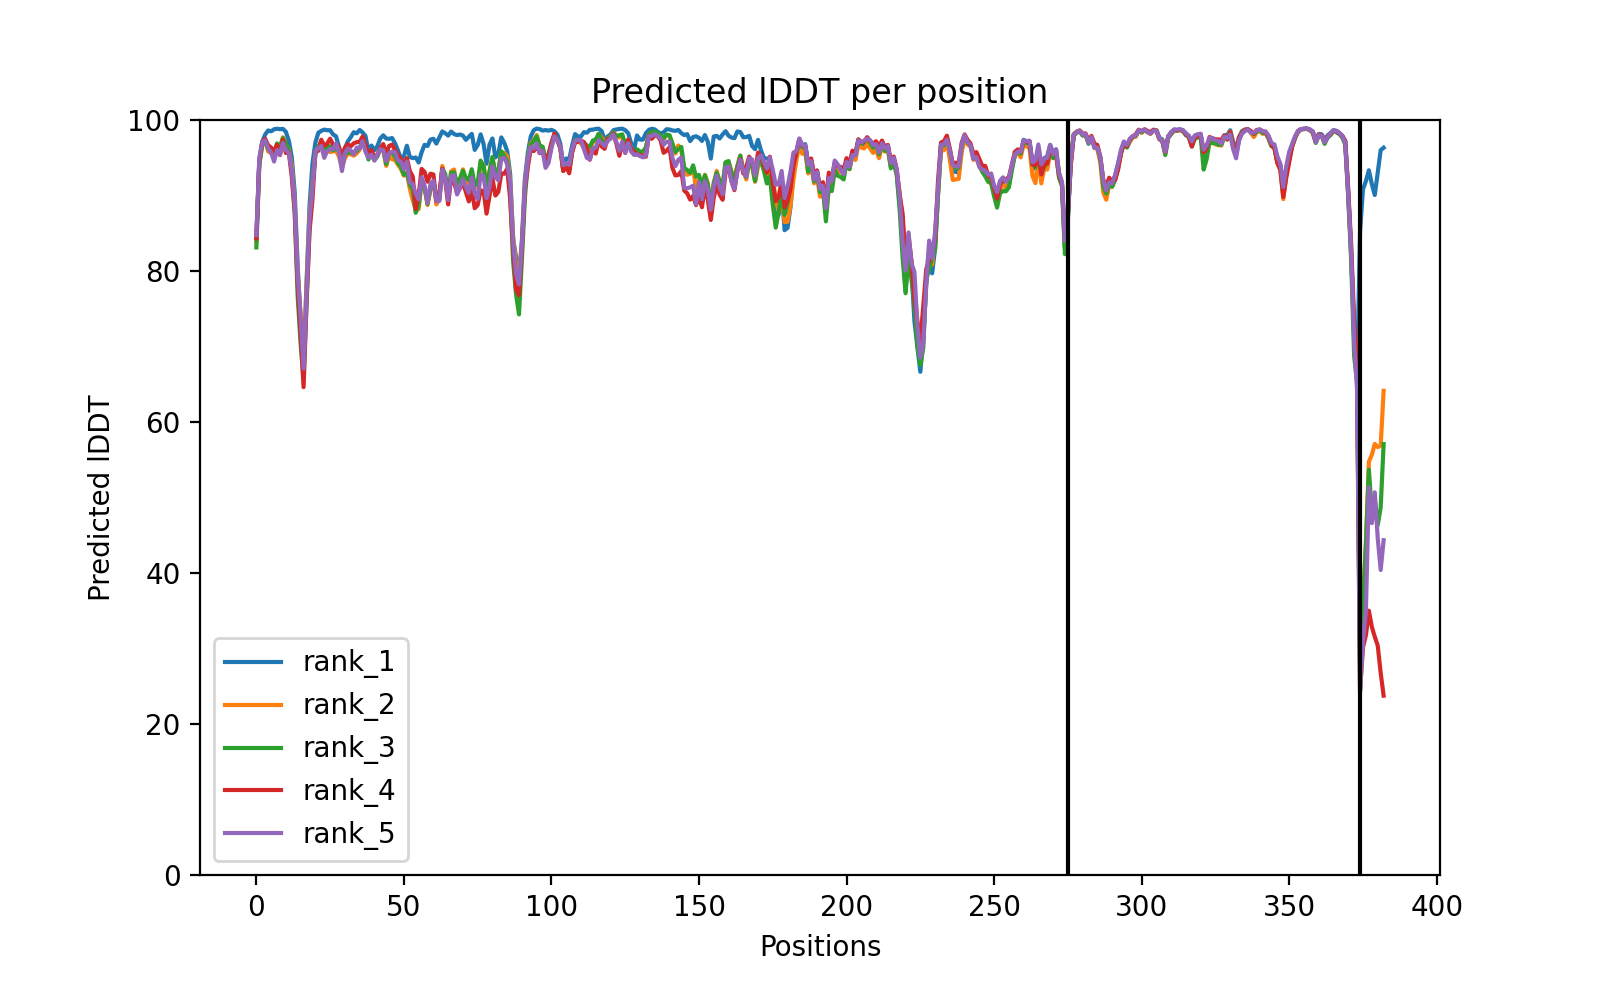 Predicted lDDT per position
100
80
60
40
20
0
Predicted lDDT
rank_1
rank_2
rank_3
rank_4
rank_5
0 50 100 150 200 250 300 350 400
Positions